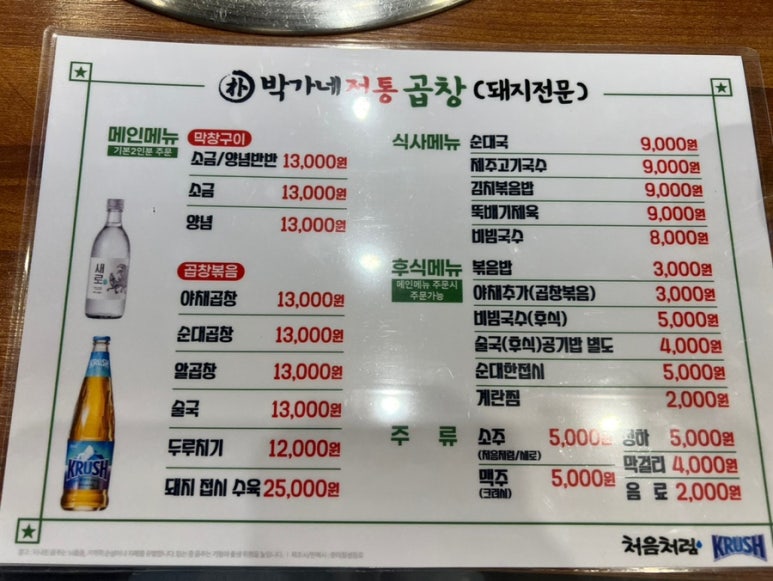 朴 박가네전통 곱창 (돼지전문)
메인메뉴
기본2인분 주문
막창구이
소금/양념반반 13,000원
소금 13,000원
양념 13,000원
곱창볶음
야채곱창 13,000원
순대곱창 13,000원
알곱창 13,000원
술국 13,000원
두루치기 12,000원
돼지 접시 수육 25,000원
식사메뉴
순대국 9,000원
제주고기국수 9,000원
김치볶음밥 9,000원
뚝배기제육 9,000원
비빔국수 8,000원
후식메뉴
메인메뉴 주문시
주문가능
볶음밥 3,000원
야채추가(곱창볶음) 3,000원
비빔국수(후식) 5,000원
술국(후식)공기밥 별도 4,000원
순대한접시 5,000원
계란찜 2,000원
주 류
소주 5,000원
(처음처럼/새로)
맥주 5,000원
(크러시)
청하 5,000원
막걸리 4,000원
음 료 2,000원
새로
KRUSH
KRUSH
처음처럼
KRUSH